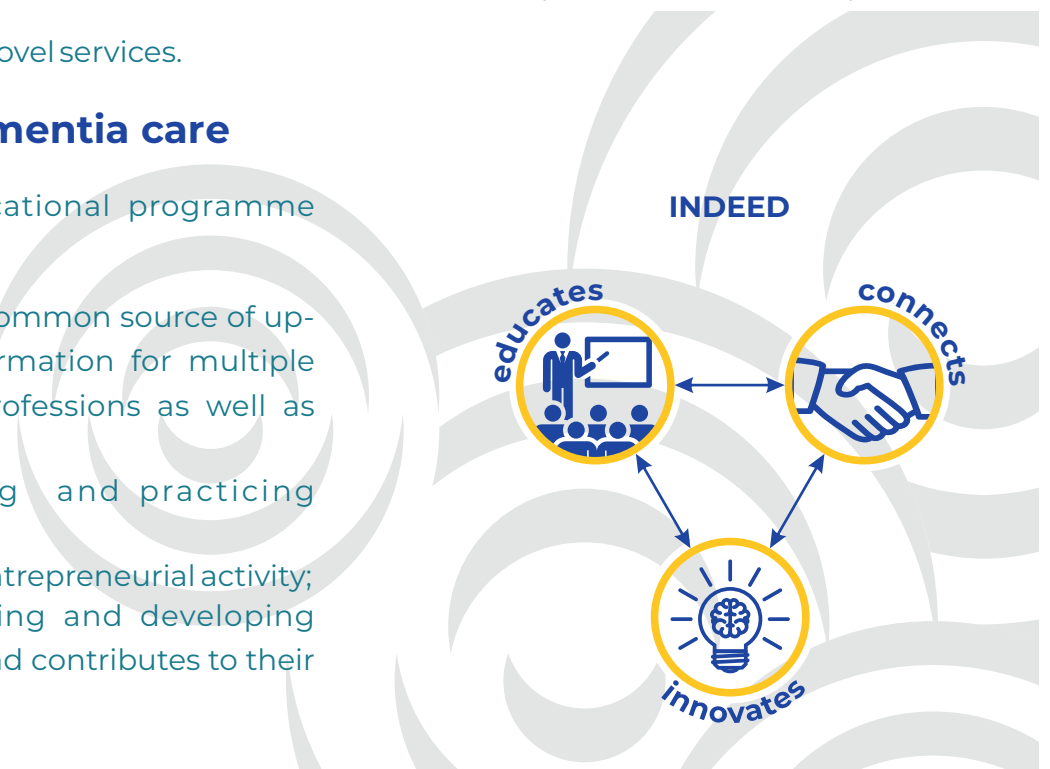 ovel services.
mentia care
cational programme
ommon source of up-
rmation for multiple
rofessions as well as
g and practicing
ntrepreneurial activity;
ing and developing
nd contributes to their
INDEED
educates
connects
innovates